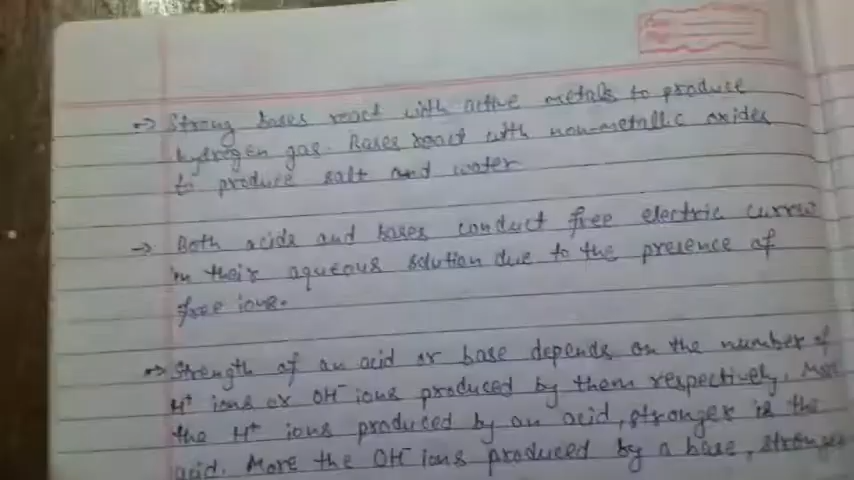 → Strong bases react with active metals to produce
hydrogen gas. Bases react with non-metallic oxides
to produce salt and water
→ Both acids and bases conduct free electric current
in their aqueous solution due to the presence of
free ions.
→ Strength of an acid or base depends on the number of
H⁺ ions or OH⁻ ions produced by them respectively. More
the H⁺ ions produced by an acid, stronger is the
acid. More the OH⁻ ions produced by a base, stronger